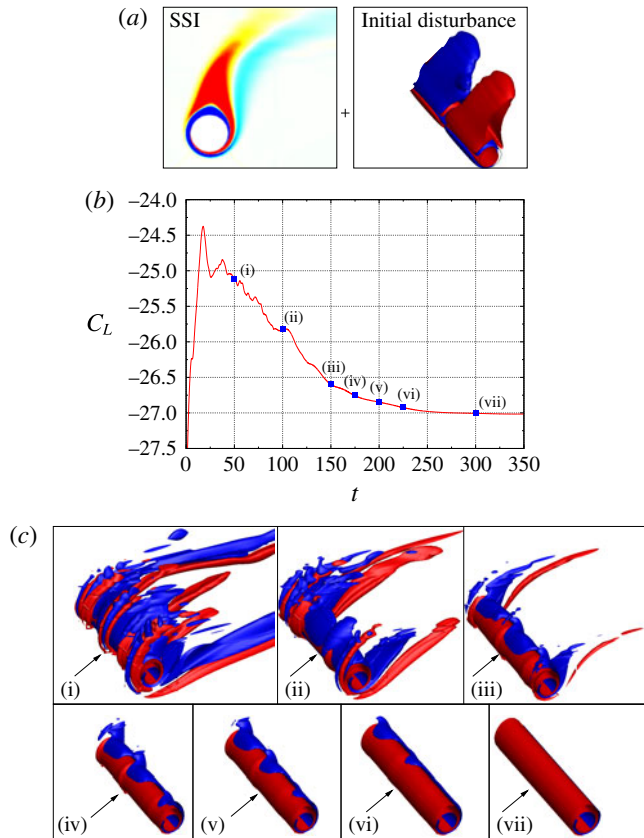 (a)
SSI
+
Initial disturbance
(b)
−24.0
−24.5
−25.0
−25.5
−26.0
−26.5
−27.0
−27.5
C_L
(i)
(ii)
(iii)
(iv)
(v)
(vi)
(vii)
0 50 100 150 200 250 300 350
t
(c)
(i)
(ii)
(iii)
(iv)
(v)
(vi)
(vii)